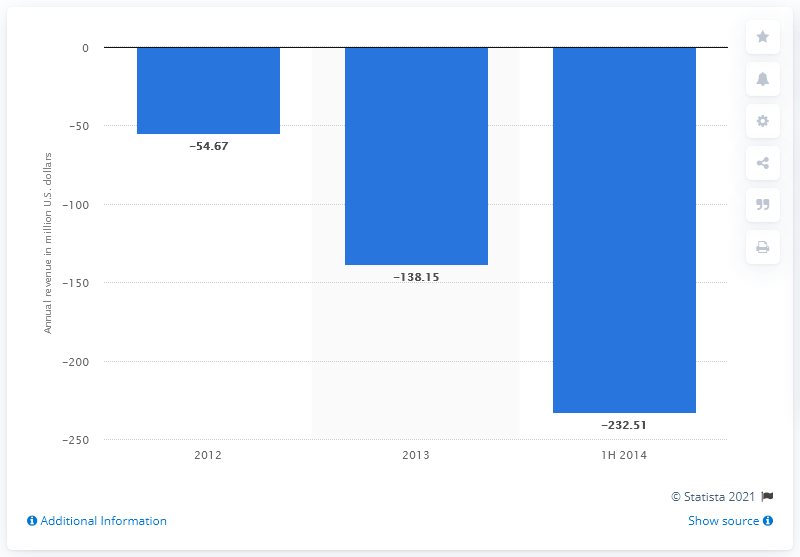 0
−50
−100
−150
−200
−250
Annual revenue in million U.S. dollars
−54.67
−138.15
−232.51
2012
2013
1H 2014
© Statista 2021
Additional Information
Show source